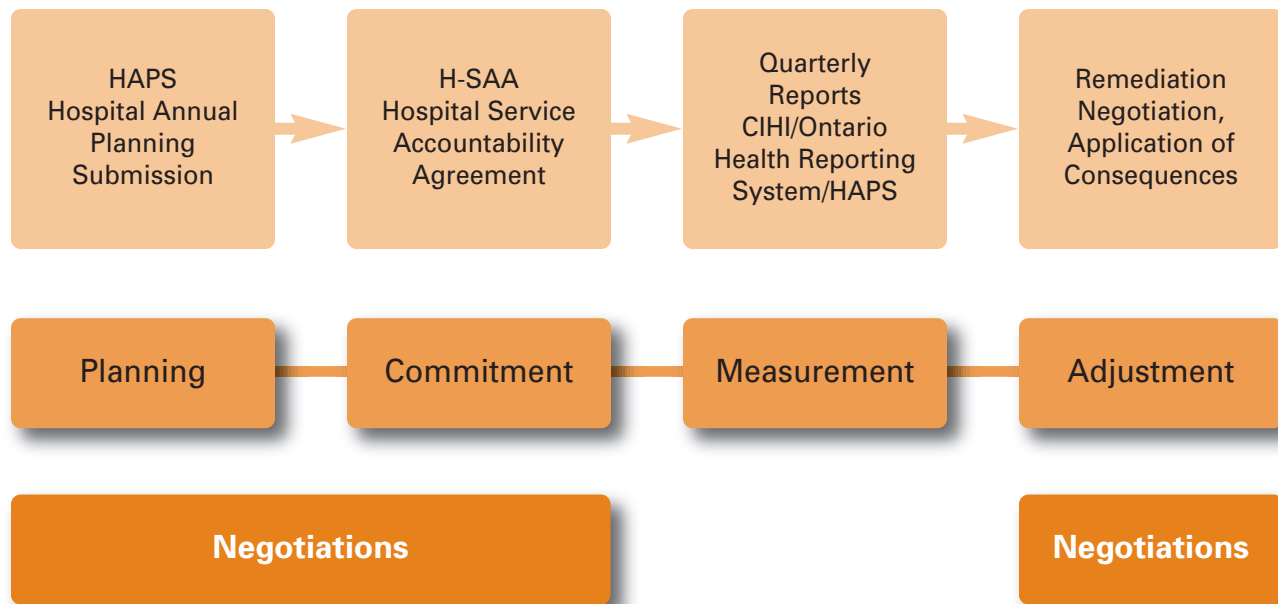 HAPS
Hospital Annual
Planning
Submission
H-SAA
Hospital Service
Accountability
Agreement
Quarterly
Reports
CIHI/Ontario
Health Reporting
System/HAPS
Remediation
Negotiation,
Application of
Consequences
Planning
Commitment
Measurement
Adjustment
Negotiations
Negotiations